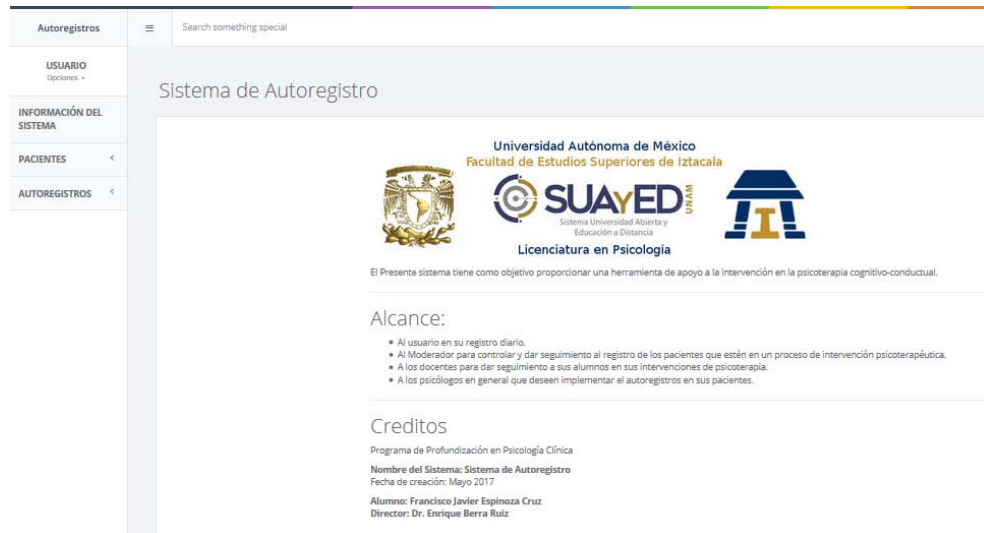 Autoregistros
Search something special
USUARIO
Opciones
INFORMACIÓN DEL
SISTEMA
PACIENTES
AUTOREGISTROS
Sistema de Autoregistro
Universidad Autónoma de México
Facultad de Estudios Superiores de Iztacala
SUAyED
UNAM
Sistema Universidad Abierta y
Educación a Distancia
Licenciatura en Psicología
El Presente sistema tiene como objetivo proporcionar una herramienta de apoyo a la intervención en la psicoterapia cognitivo-conductual.
Alcance:
• Al usuario en su registro diario.
• Al Moderador para controlar y dar seguimiento al registro de los pacientes que estén en un proceso de intervención psicoterapéutica.
• A los docentes para dar seguimiento a sus alumnos en sus intervenciones de psicoterapia.
• A los psicólogos en general que deseen implementar el autoregistros en sus pacientes.
Creditos
Programa de Profundización en Psicología Clínica
Nombre del Sistema: Sistema de Autoregistro
Fecha de creación: Mayo 2017
Alumno: Francisco Javier Espinoza Cruz
Director: Dr. Enrique Berra Ruiz